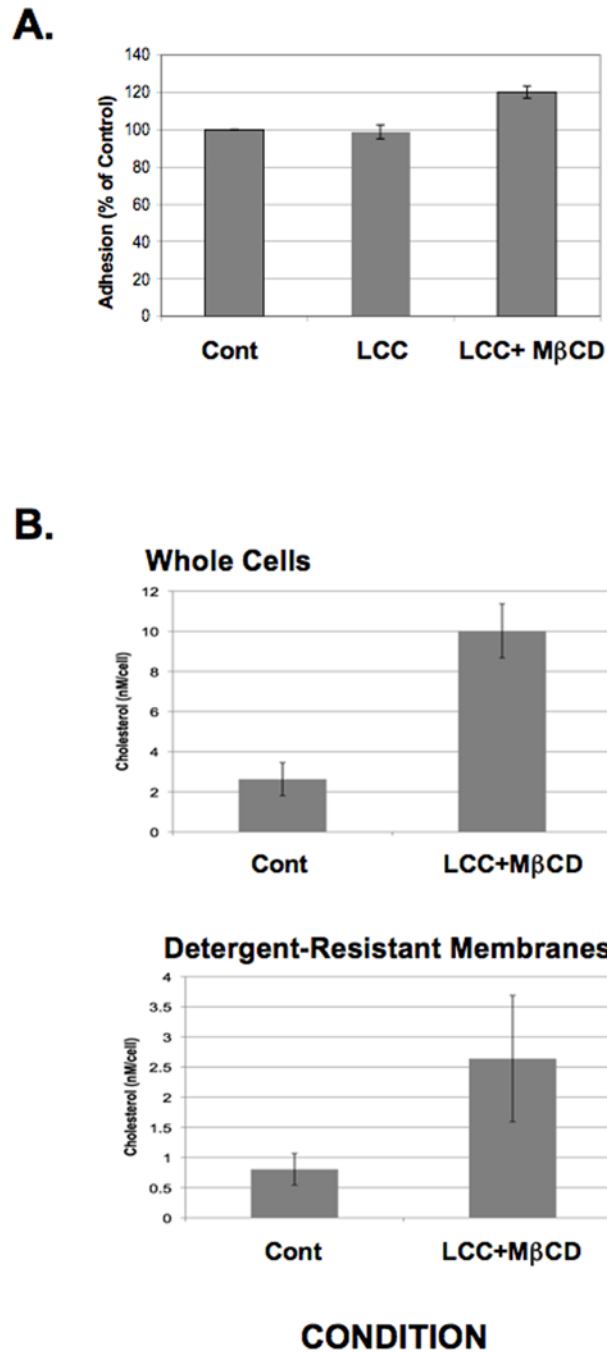 A.
Adhesion (% of Control)
140
120
100
80
60
40
20
0
Cont LCC LCC+ MβCD
B.
Whole Cells
Cholesterol (nM/cell)
12
10
8
6
4
2
0
Cont LCC+MβCD
Detergent-Resistant Membranes
Cholesterol (nM/cell)
4
3.5
3
2.5
2
1.5
1
0.5
0
Cont LCC+MβCD
CONDITION